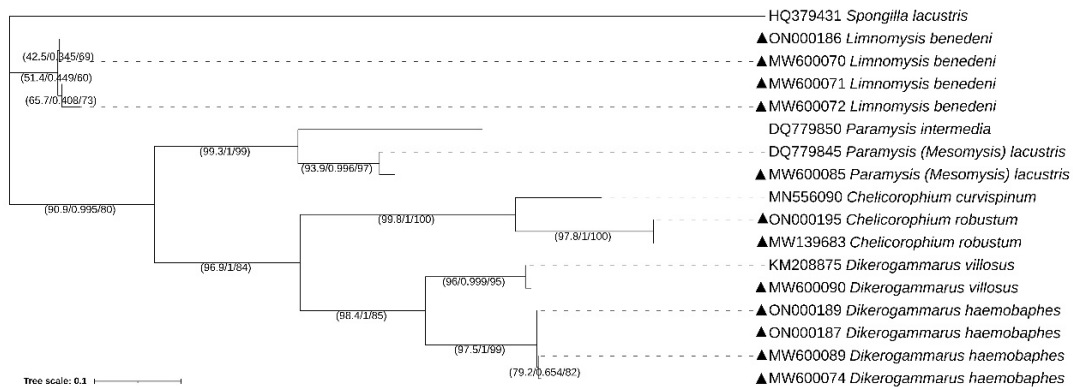 HQ379431 Spongilla lacustris
▲ON000186 Limnomysis benedeni
(42.5/0.345/69)
▲MW600070 Limnomysis benedeni
(51.4/0.449/60)
▲MW600071 Limnomysis benedeni
(65.7/0.408/73)
▲MW600072 Limnomysis benedeni
DQ779850 Paramysis intermedia
(99.3/1/99)
DQ779845 Paramysis (Mesomysis) lacustris
(93.9/0.996/97)
▲MW600085 Paramysis (Mesomysis) lacustris
MN556090 Chelicorophium curvispinum
(90.9/0.995/80)
(99.8/1/100)
▲ON000195 Chelicorophium robustum
(97.8/1/100)
▲MW139683 Chelicorophium robustum
(96.9/1/84)
KM208875 Dikerogammarus villosus
(96/0.999/95)
▲MW600090 Dikerogammarus villosus
▲ON000189 Dikerogammarus haemobaphes
(98.4/1/85)
▲ON000187 Dikerogammarus haemobaphes
(97.5/1/99)
▲MW600089 Dikerogammarus haemobaphes
(79.2/0.654/82)
▲MW600074 Dikerogammarus haemobaphes
Tree scale: 0.1